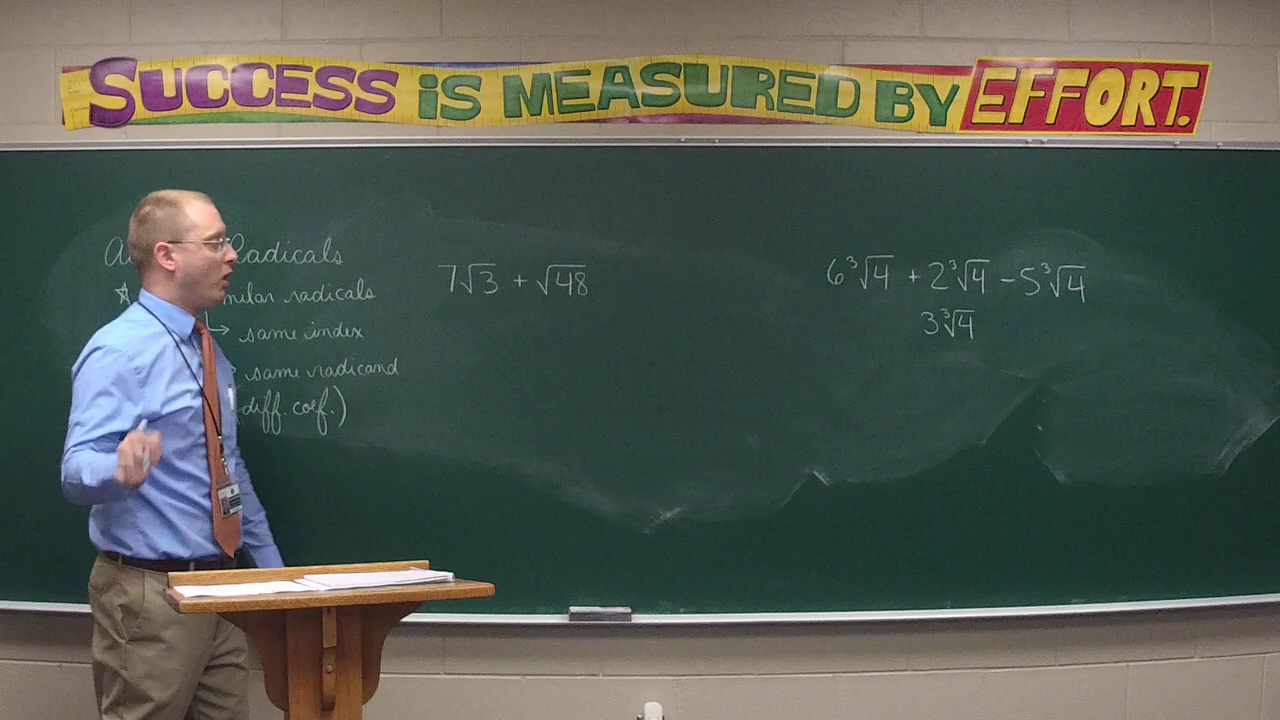 SUCCESS iS MEASURED BY EFFORT.
Radicals
radicals
→ same index
same radicand
(diff. coef.)
7√3 + √48
6∛4 + 2∛4 − 5∛4
3∛4